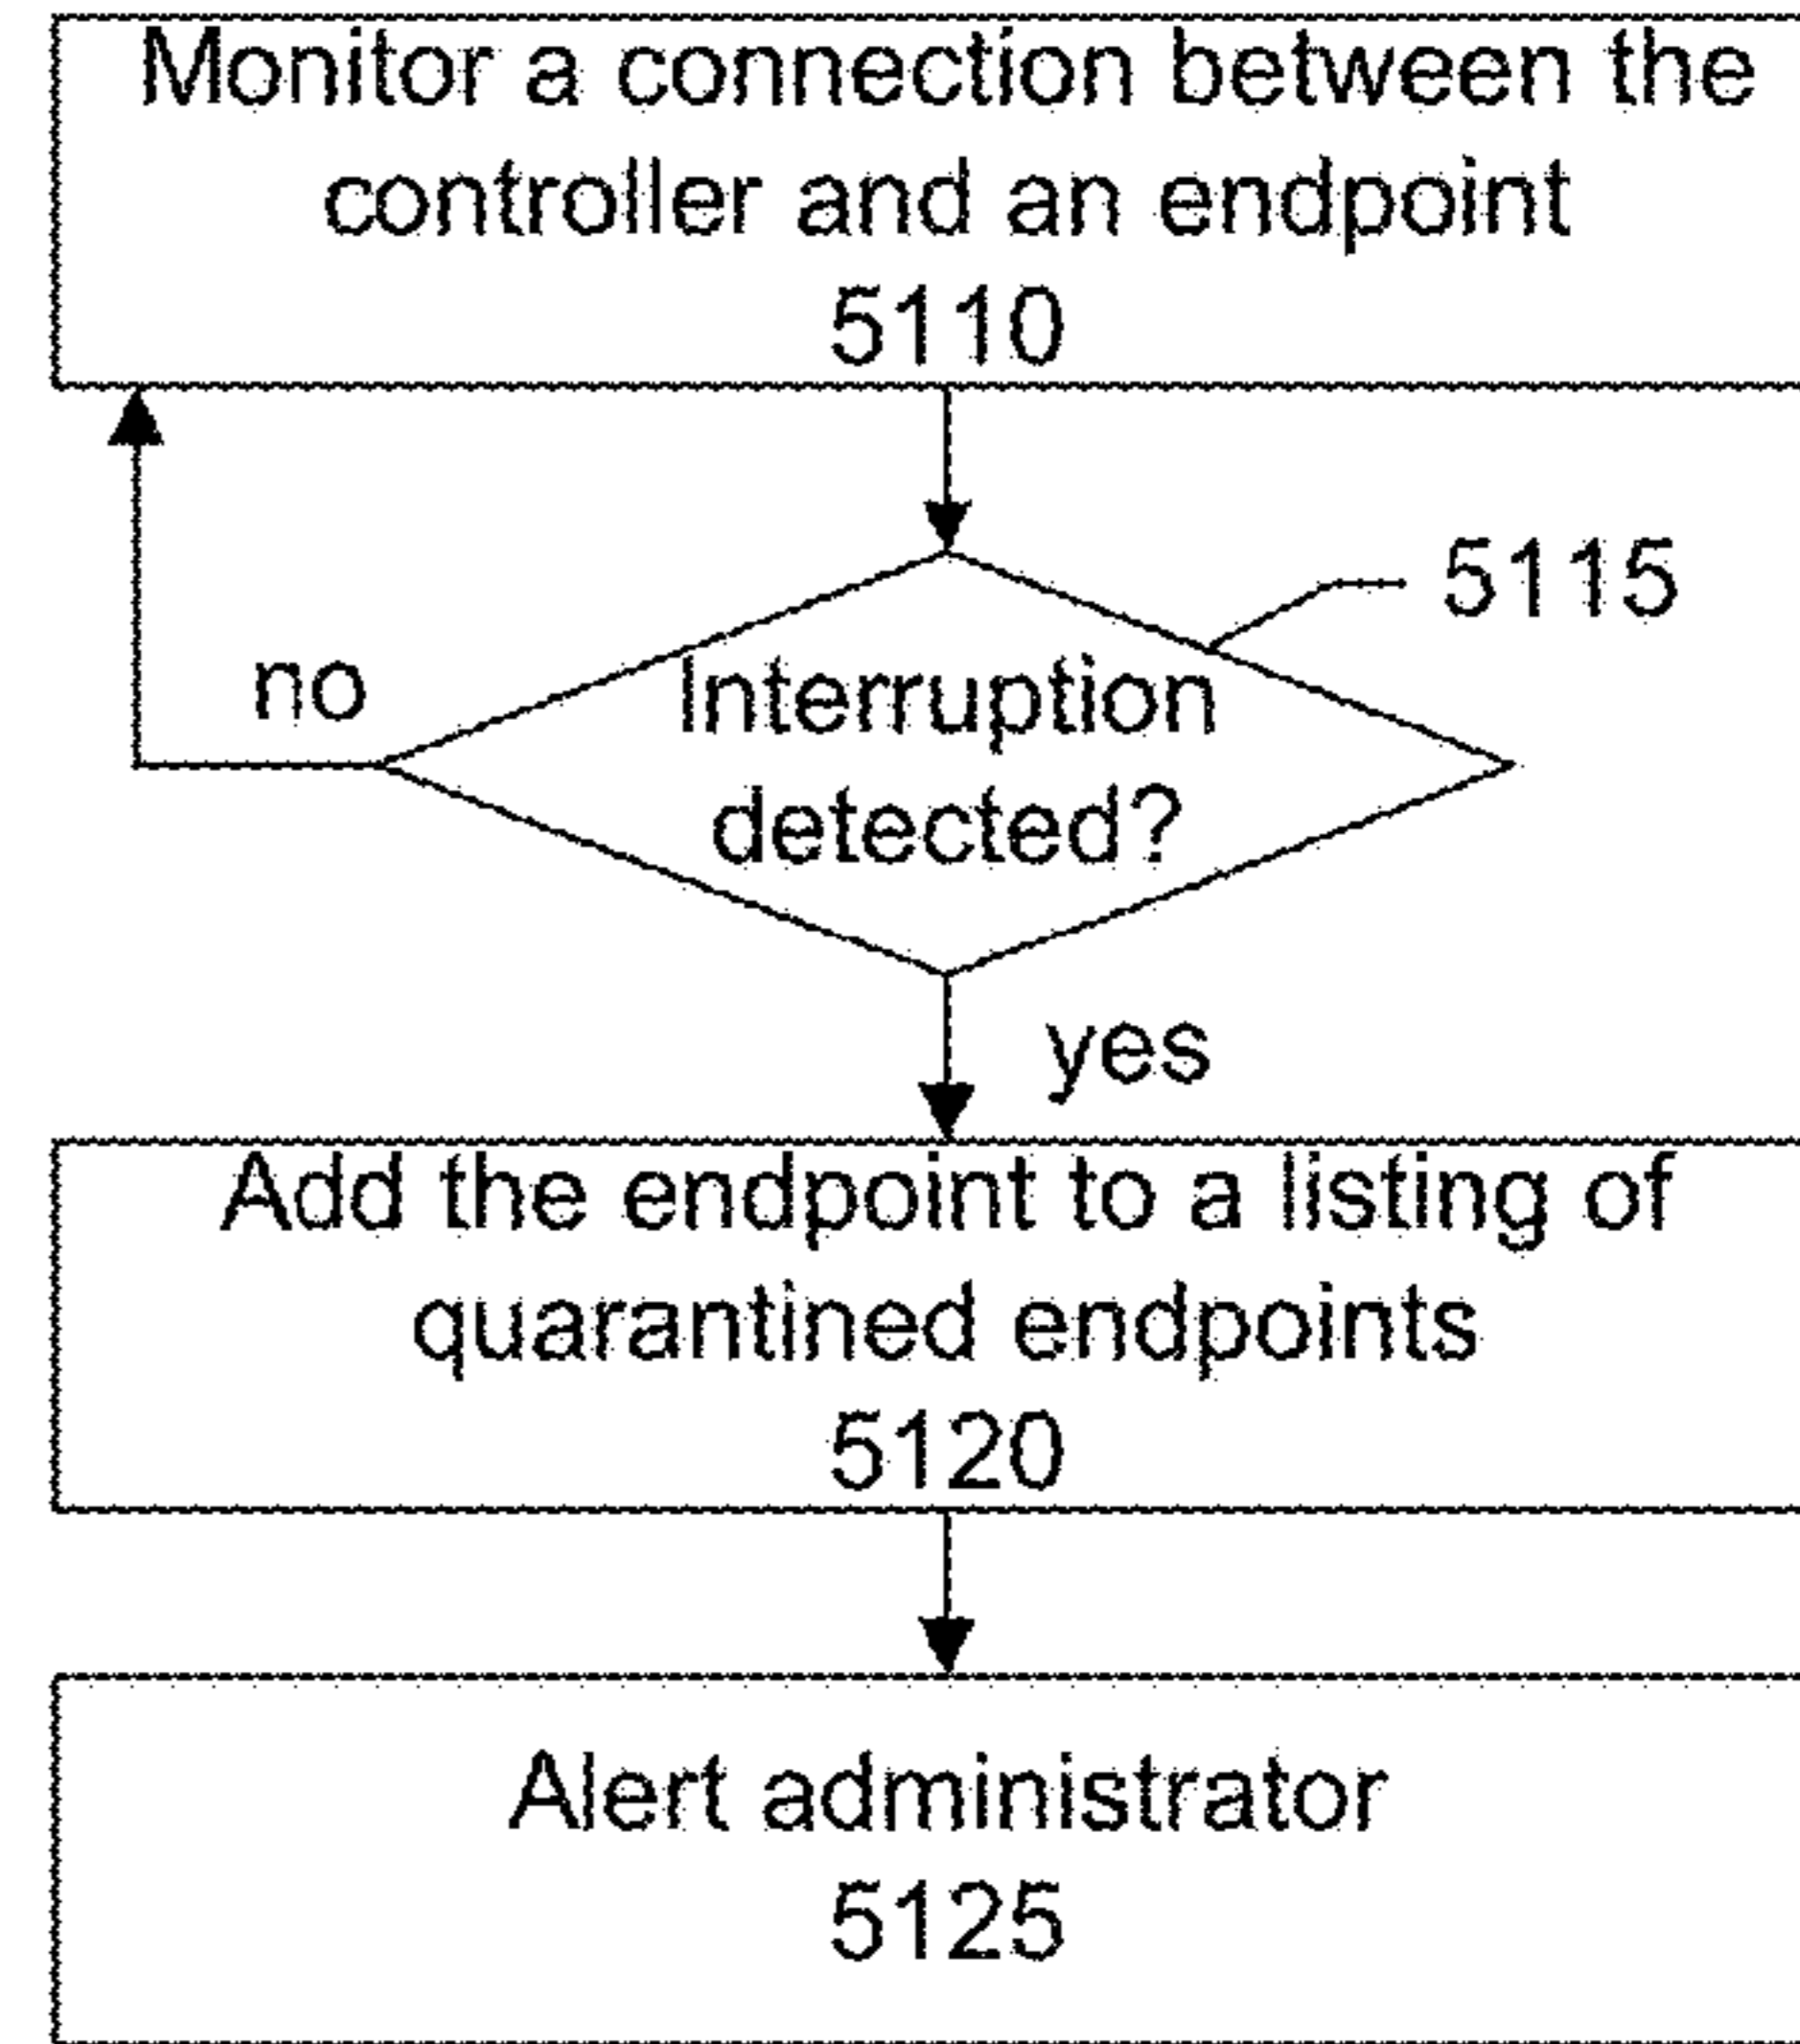 Monitor a connection between the
controller and an endpoint
5110
5115
no
Interruption
detected?
yes
Add the endpoint to a listing of
quarantined endpoints
5120
Alert administrator
5125